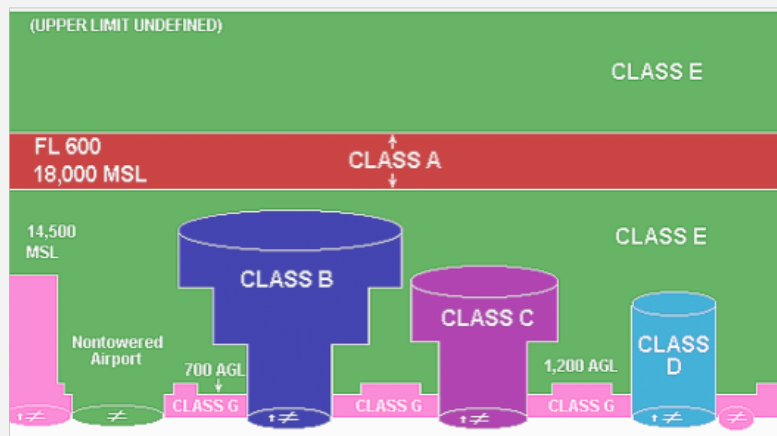 (UPPER LIMIT UNDEFINED)
CLASS E
FL 600
18,000 MSL
CLASS A
14,500
MSL
CLASS E
CLASS B
CLASS C
Nontowered
Airport
700 AGL
1,200 AGL
CLASS
D
CLASS G
CLASS G
CLASS G